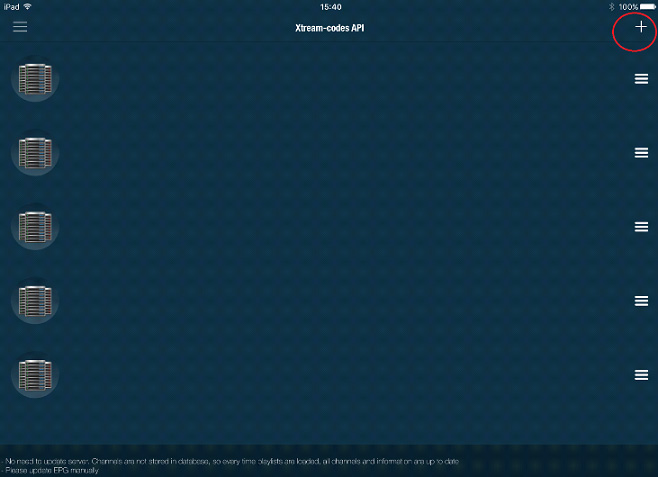 iPad 15:40 100%
Xtream-codes API
- No need to update server. Channels are not stored in database, so every time playlists are loaded, all channels and information are up to date
- Please update EPG manually